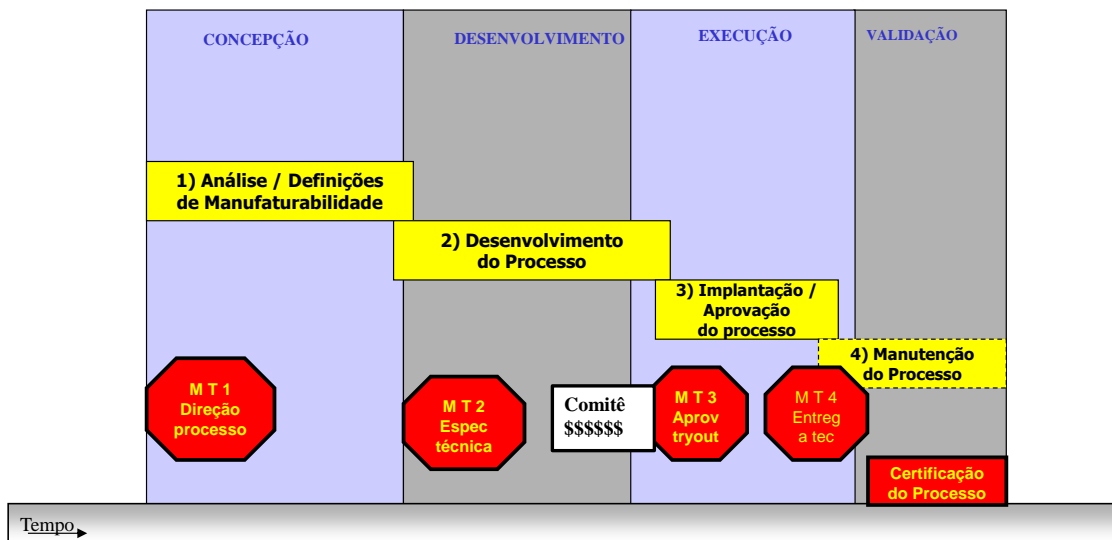 CONCEPÇÃO
DESENVOLVIMENTO
EXECUÇÃO
VALIDAÇÃO
1) Análise / Definições
de Manufaturabilidade
2) Desenvolvimento
do Processo
3) Implantação /
Aprovação
do processo
4) Manutenção
do Processo
M T 1
Direção
processo
M T 2
Espec
técnica
Comitê
$$$$$$
M T 3
Aprov
tryout
M T 4
Entreg
a tec
Certificação
do Processo
Tempo